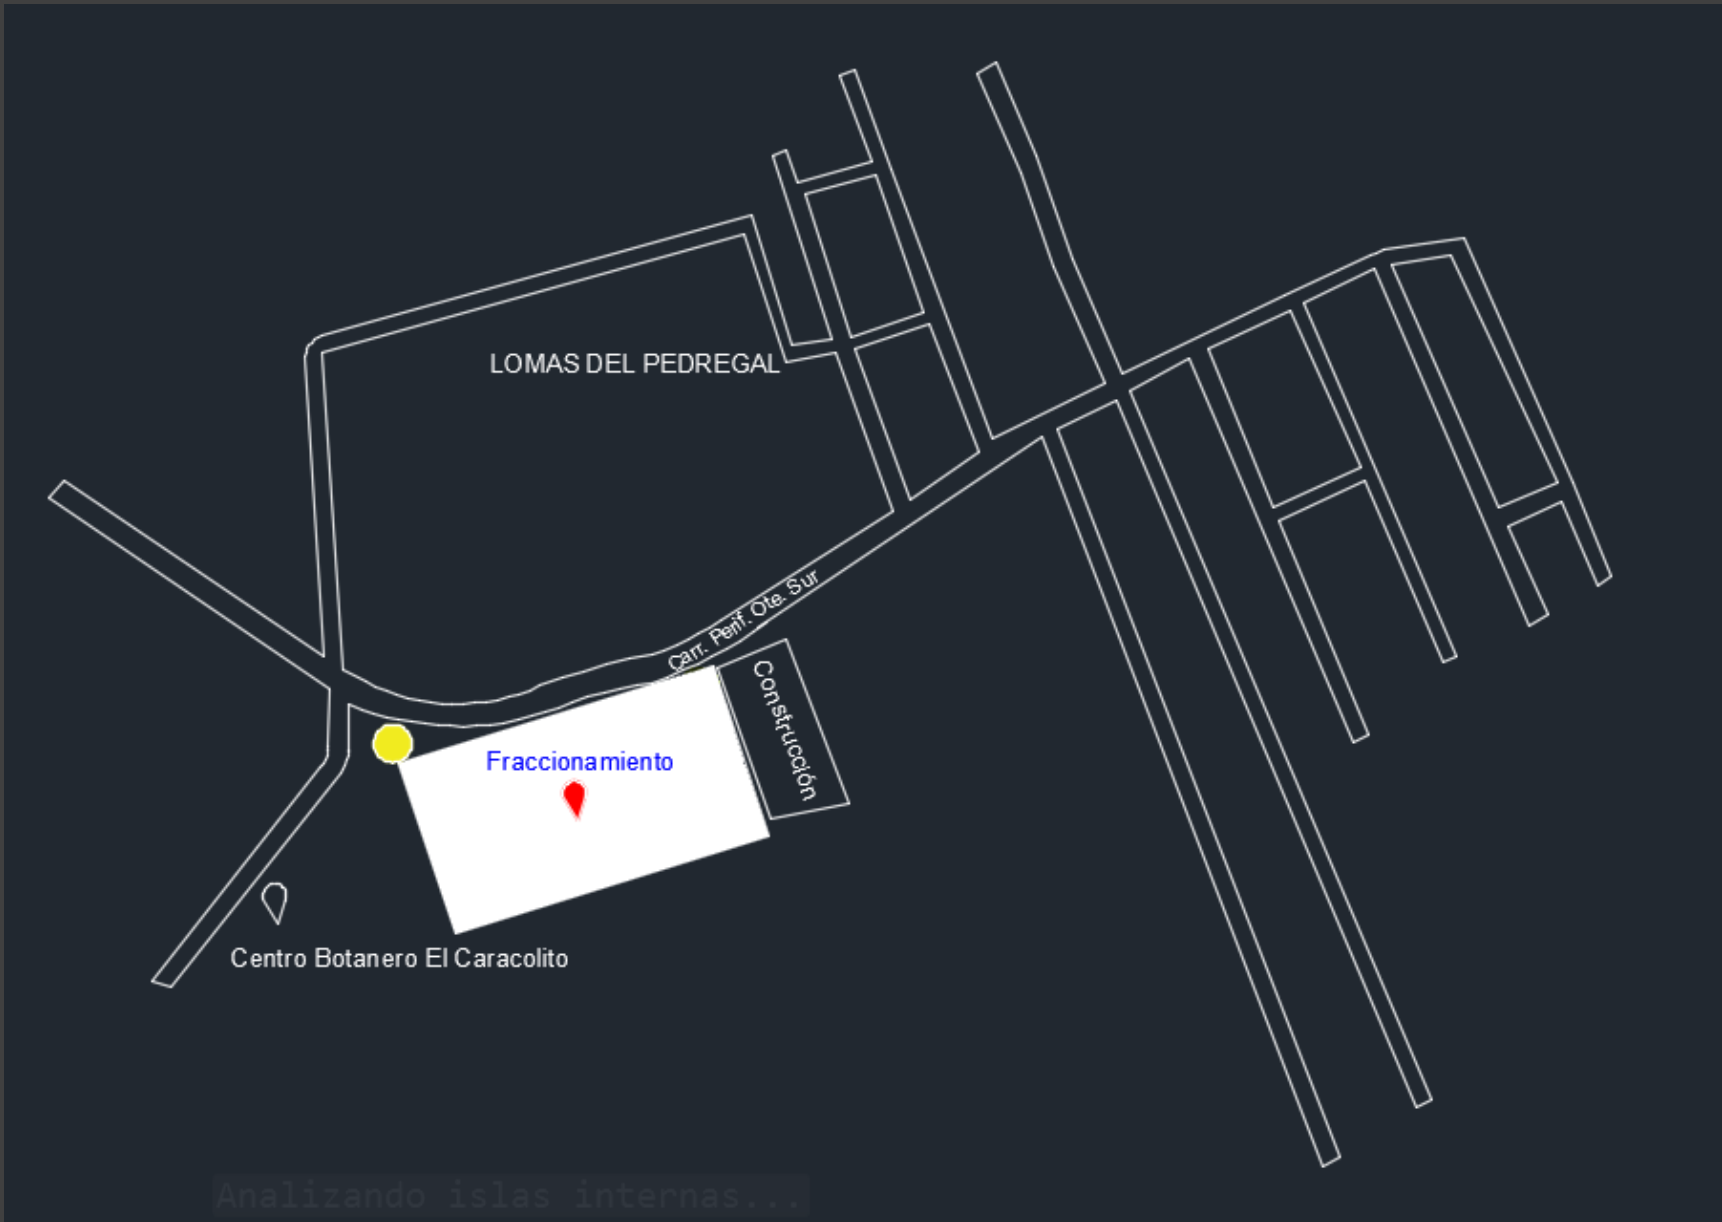 LOMAS DEL PEDREGAL
Carr. Perif. Ote. Sur
Construcción
Fraccionamiento
Centro Botanero El Caracolito
Analizando islas internas...